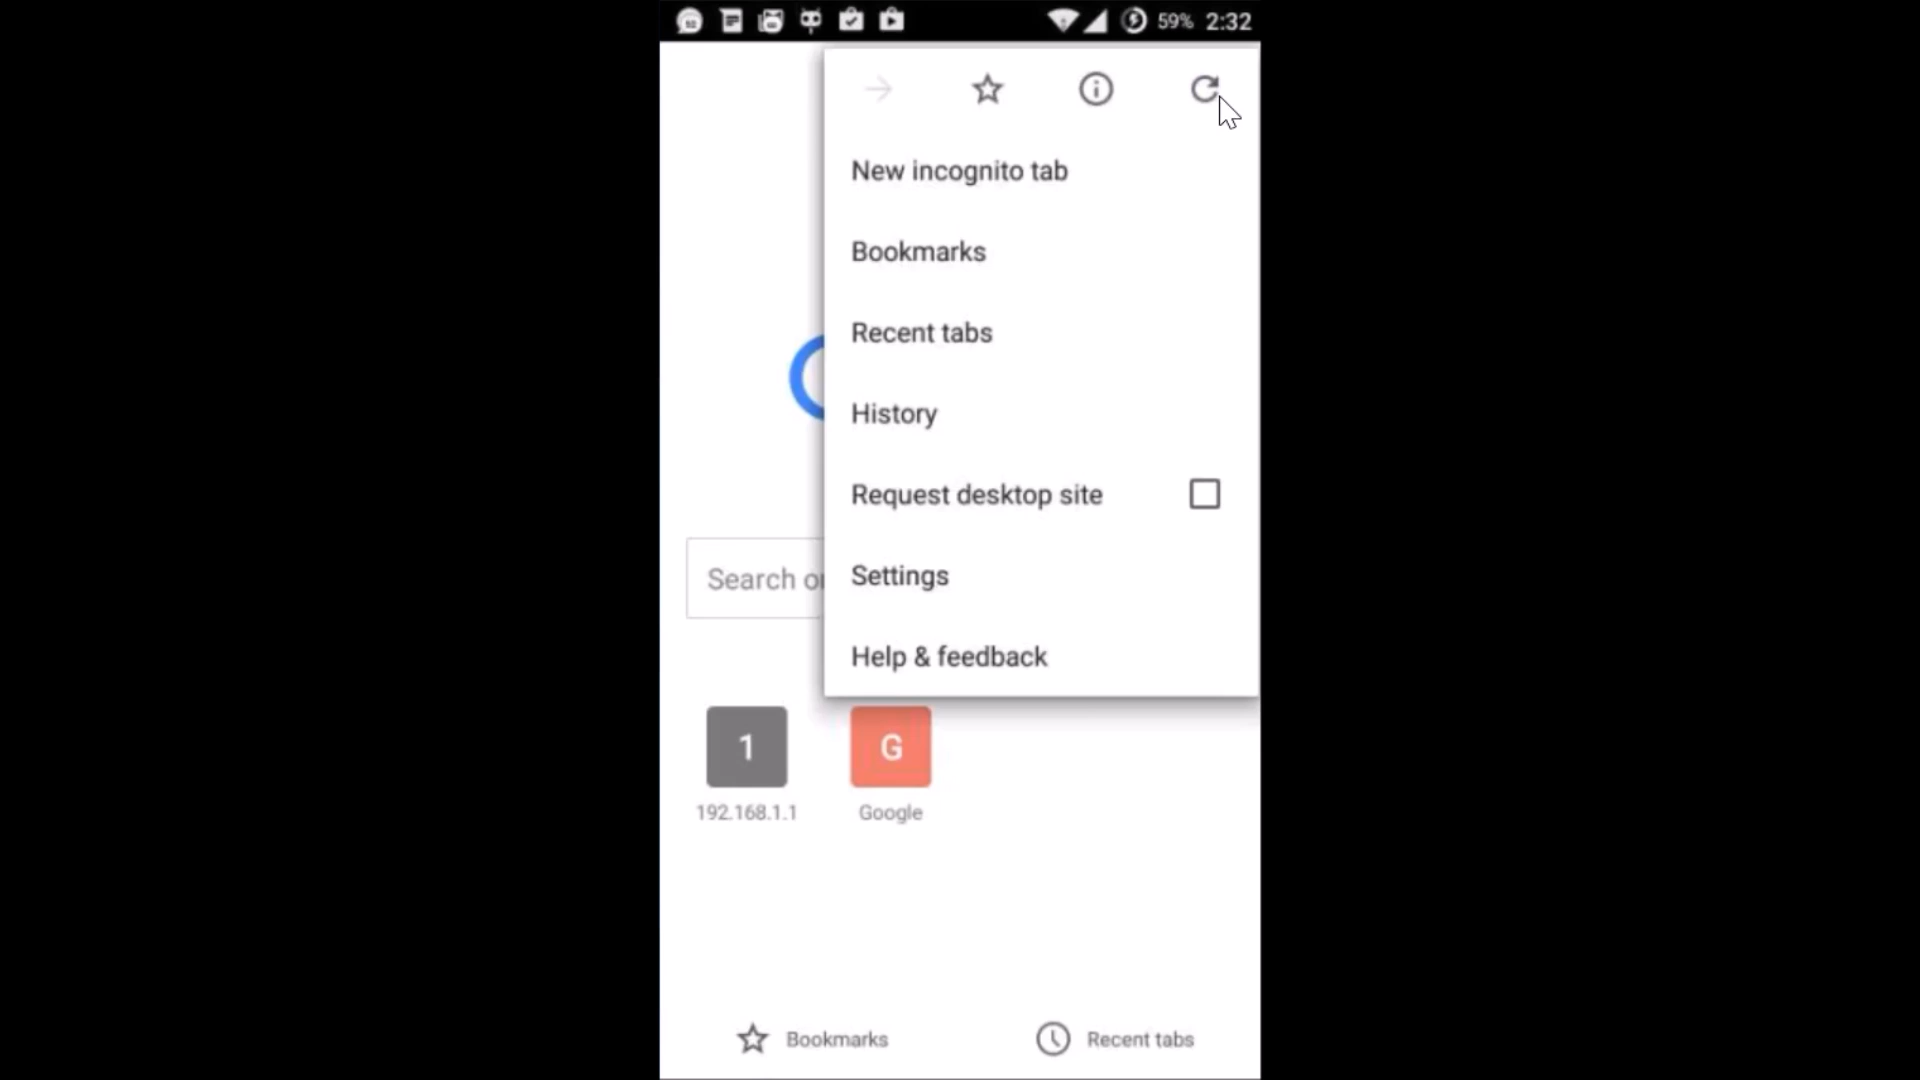 59% 2:32
New incognito tab
Bookmarks
Recent tabs
History
Request desktop site
Settings
Search
Help & feedback
1
G
192.168.1.1
Google
Bookmarks
Recent tabs